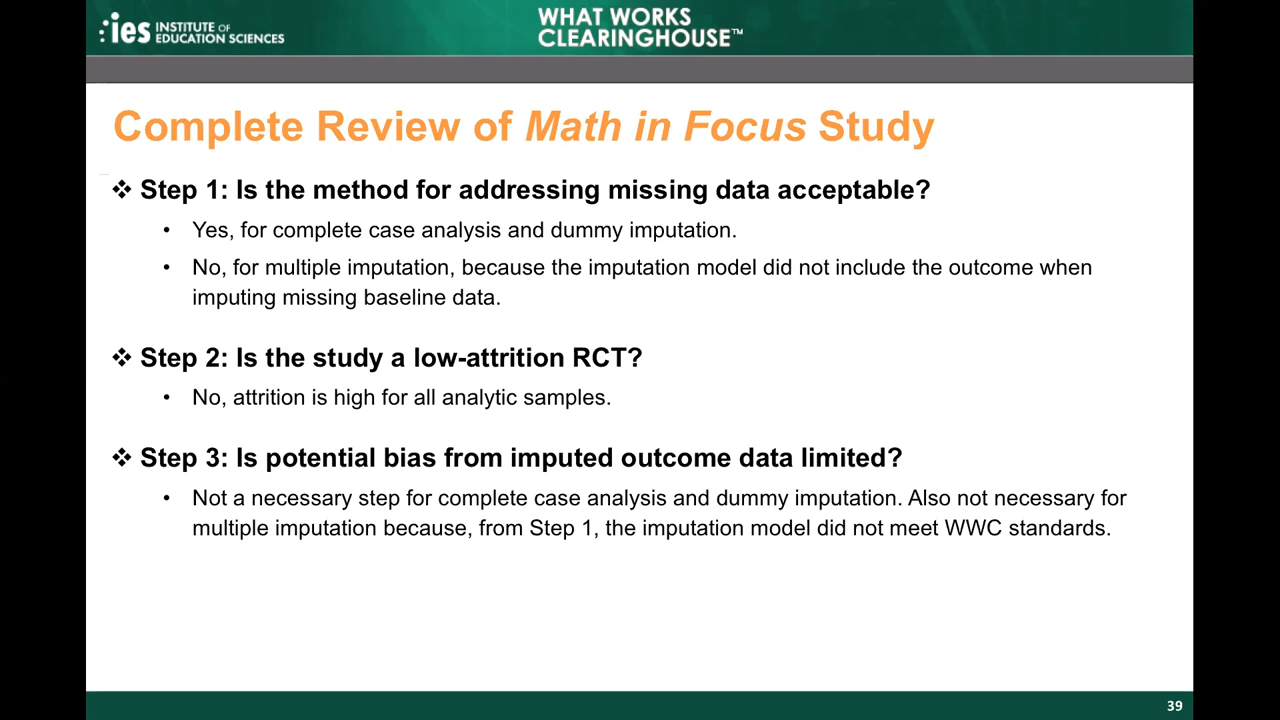 ies INSTITUTE OF
EDUCATION SCIENCES
WHAT WORKS
CLEARINGHOUSE™
Complete Review of Math in Focus Study
❖ Step 1: Is the method for addressing missing data acceptable?
• Yes, for complete case analysis and dummy imputation.
• No, for multiple imputation, because the imputation model did not include the outcome when
imputing missing baseline data.
❖ Step 2: Is the study a low-attrition RCT?
• No, attrition is high for all analytic samples.
❖ Step 3: Is potential bias from imputed outcome data limited?
• Not a necessary step for complete case analysis and dummy imputation. Also not necessary for
multiple imputation because, from Step 1, the imputation model did not meet WWC standards.
39